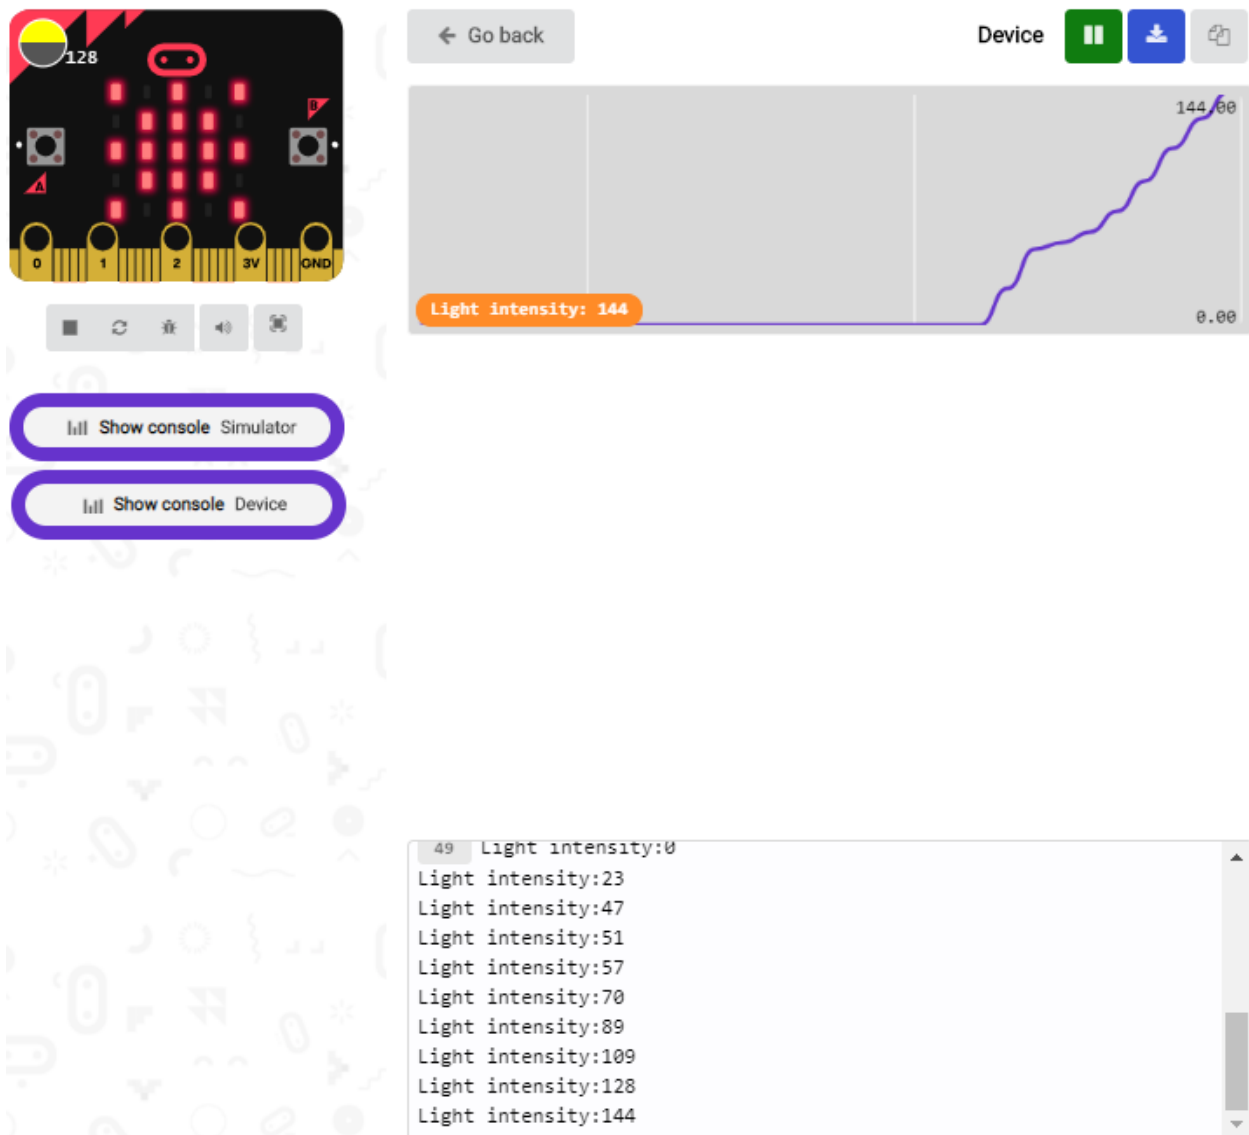 128
B
A
0 1 2 3V GND
Show console Simulator
Show console Device
Go back
Device
144.00
Light intensity: 144
0.00
49 Light intensity:0
Light intensity:23
Light intensity:47
Light intensity:51
Light intensity:57
Light intensity:70
Light intensity:89
Light intensity:109
Light intensity:128
Light intensity:144